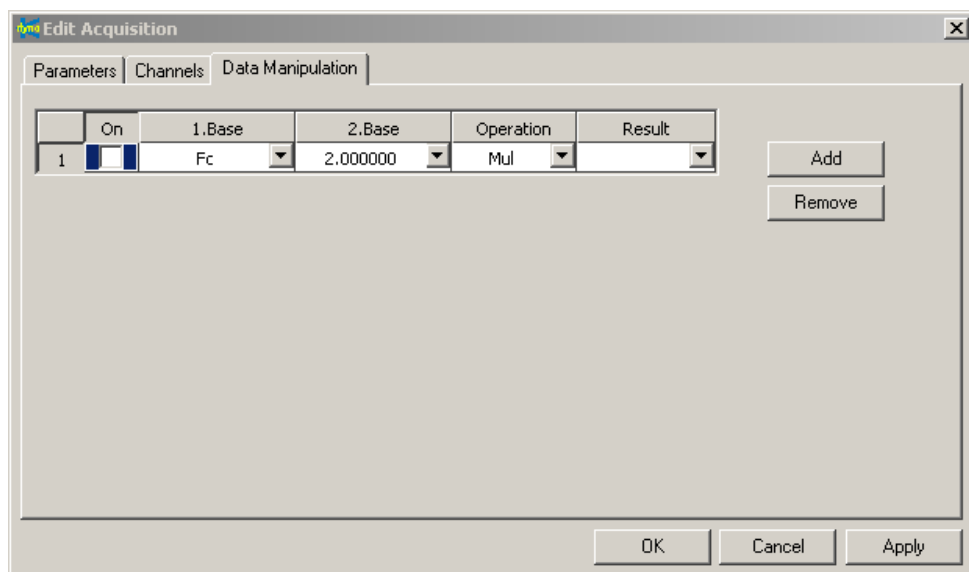 dyna Edit Acquisition
Parameters Channels Data Manipulation
On 1.Base 2.Base Operation Result
1 Fc 2.000000 Mul
Add
Remove
OK Cancel Apply